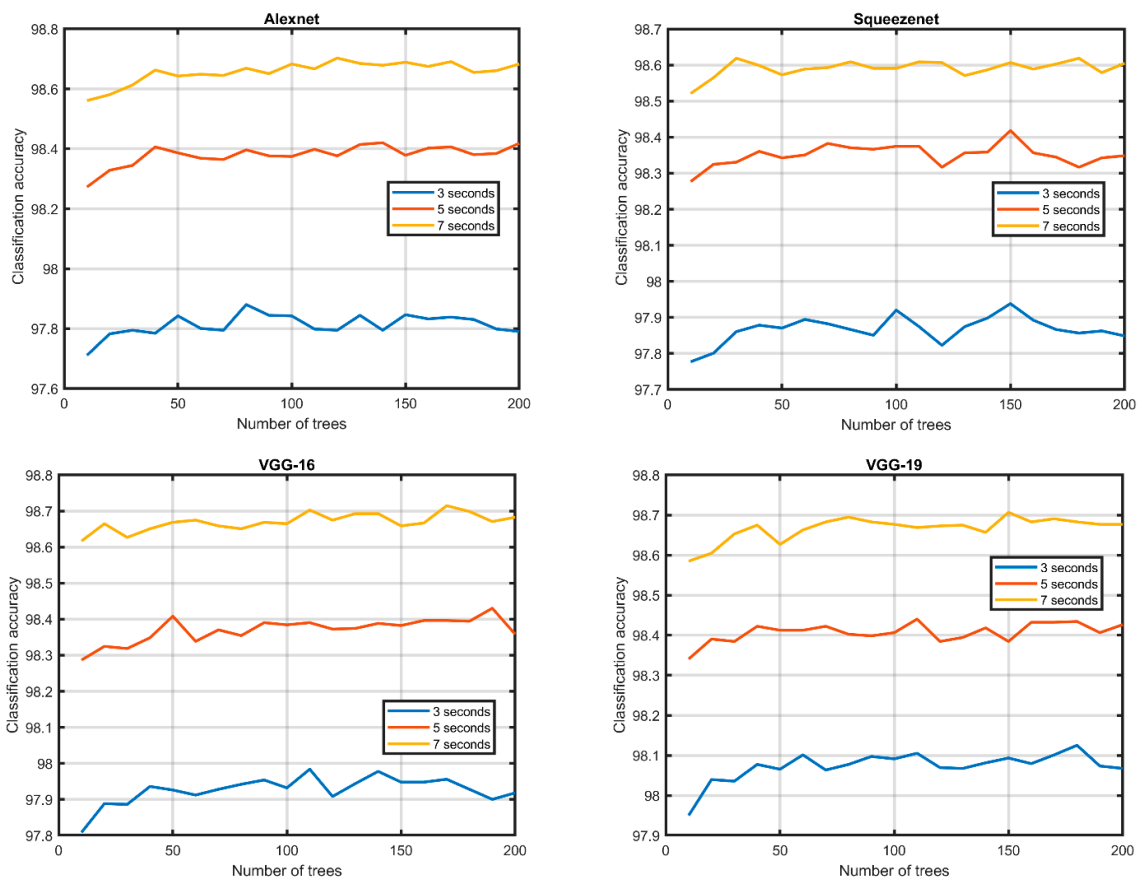 Alexnet
98.8
98.6
98.4
98.2
98
97.8
97.6
Classification accuracy
3 seconds
5 seconds
7 seconds
0 50 100 150 200
Number of trees
Squeezenet
98.7
98.6
98.5
98.4
98.3
98.2
98.1
98
97.9
97.8
97.7
Classification accuracy
3 seconds
5 seconds
7 seconds
0 50 100 150 200
Number of trees
VGG-16
98.8
98.7
98.6
98.5
98.4
98.3
98.2
98.1
98
97.9
97.8
Classification accuracy
3 seconds
5 seconds
7 seconds
0 50 100 150 200
Number of trees
VGG-19
98.8
98.7
98.6
98.5
98.4
98.3
98.2
98.1
98
97.9
Classification accuracy
3 seconds
5 seconds
7 seconds
0 50 100 150 200
Number of trees